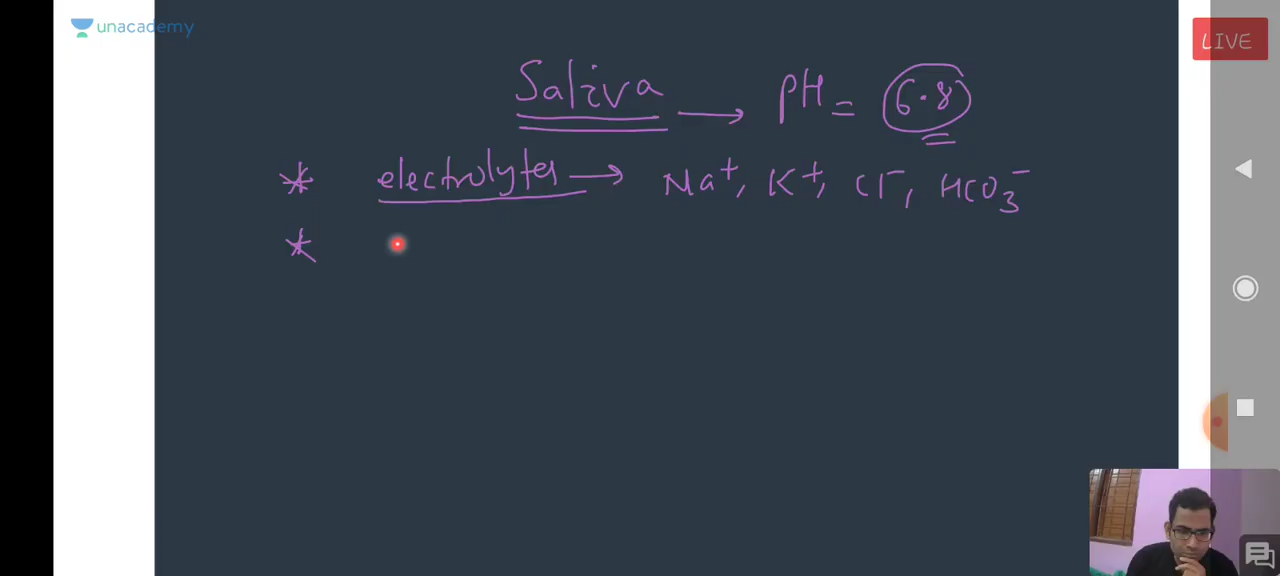 unacademy
LIVE
Saliva → pH = 6.8
* electrolytes → Na⁺, K⁺, Cl⁻, HCO₃⁻
*